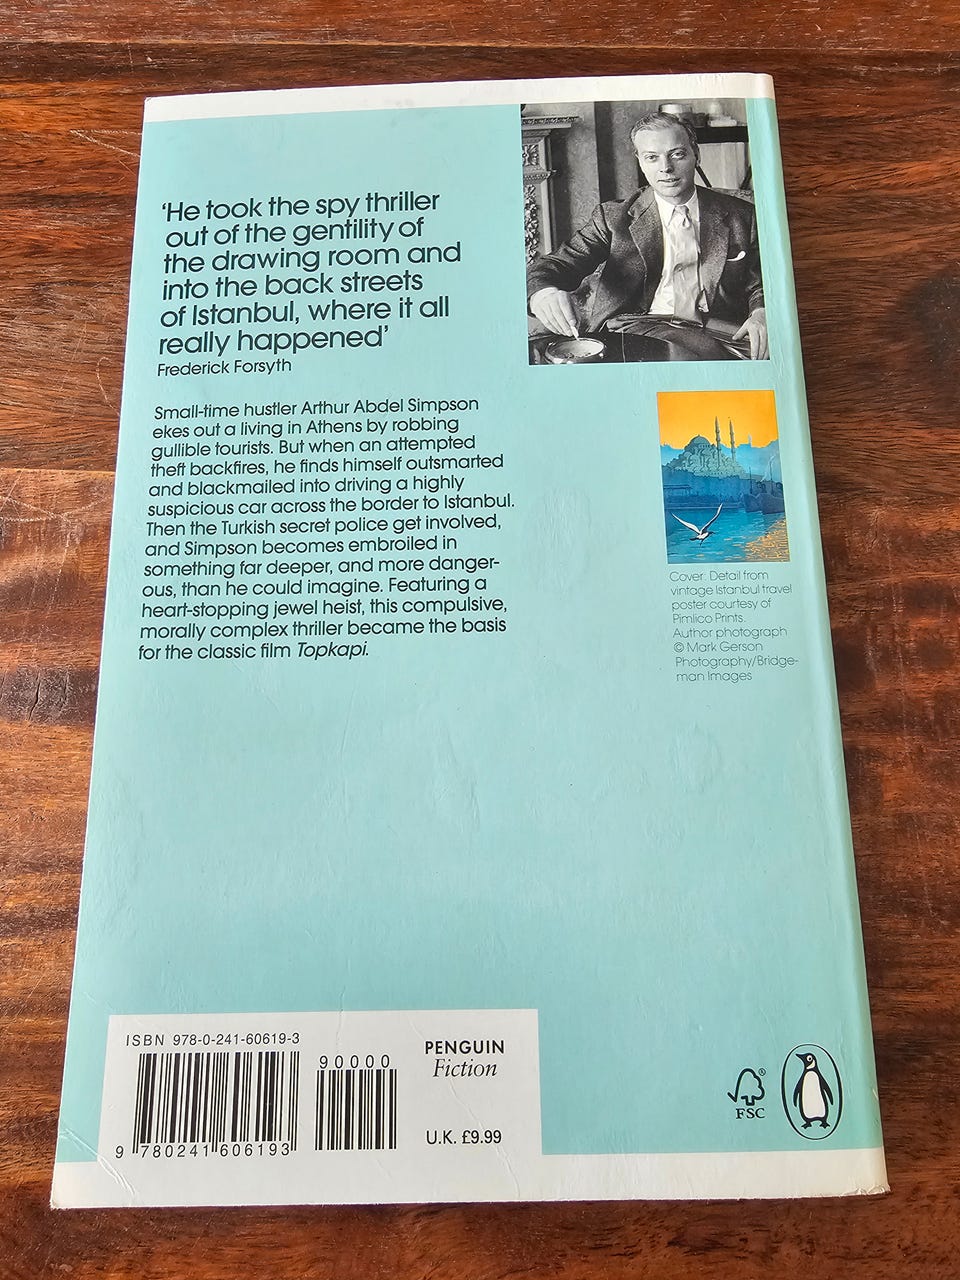 ‘He took the spy thriller
out of the gentility of
the drawing room and
into the back streets
of Istanbul, where it all
really happened’
Frederick Forsyth
Small-time hustler Arthur Abdel Simpson
ekes out a living in Athens by robbing
gullible tourists. But when an attempted
theft backfires, he finds himself outsmarted
and blackmailed into driving a highly
suspicious car across the border to Istanbul.
Then the Turkish secret police get involved,
and Simpson becomes embroiled in
something far deeper, and more danger-
ous, than he could imagine. Featuring a
heart-stopping jewel heist, this compulsive,
morally complex thriller became the basis
for the classic film Topkapi.
Cover: Detail from
vintage Istanbul travel
poster courtesy of
Pimlico Prints.
Author photograph
© Mark Gerson
Photography/Bridge-
man Images
ISBN 978-0-241-60619-3
90000
9 780241 606193
PENGUIN
Fiction
U.K. £9.99
®
FSC